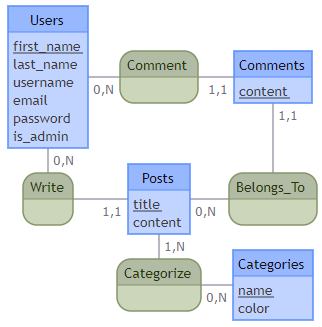 Users
first_name
last_name
username
email
password
is_admin
0,N
Comment
1,1
Comments
content
1,1
0,N
Write
1,1
Posts
title
content
0,N
Belongs_To
1,N
Categorize
0,N
Categories
name
color